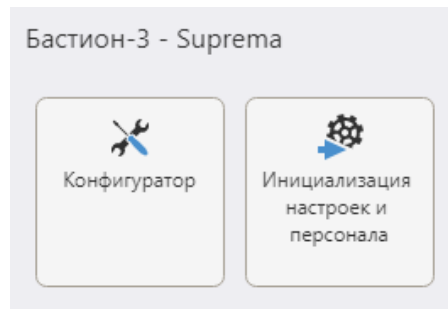 Бастион-3 - Suprema
Конфигуратор
Инициализация
настроек и
персонала